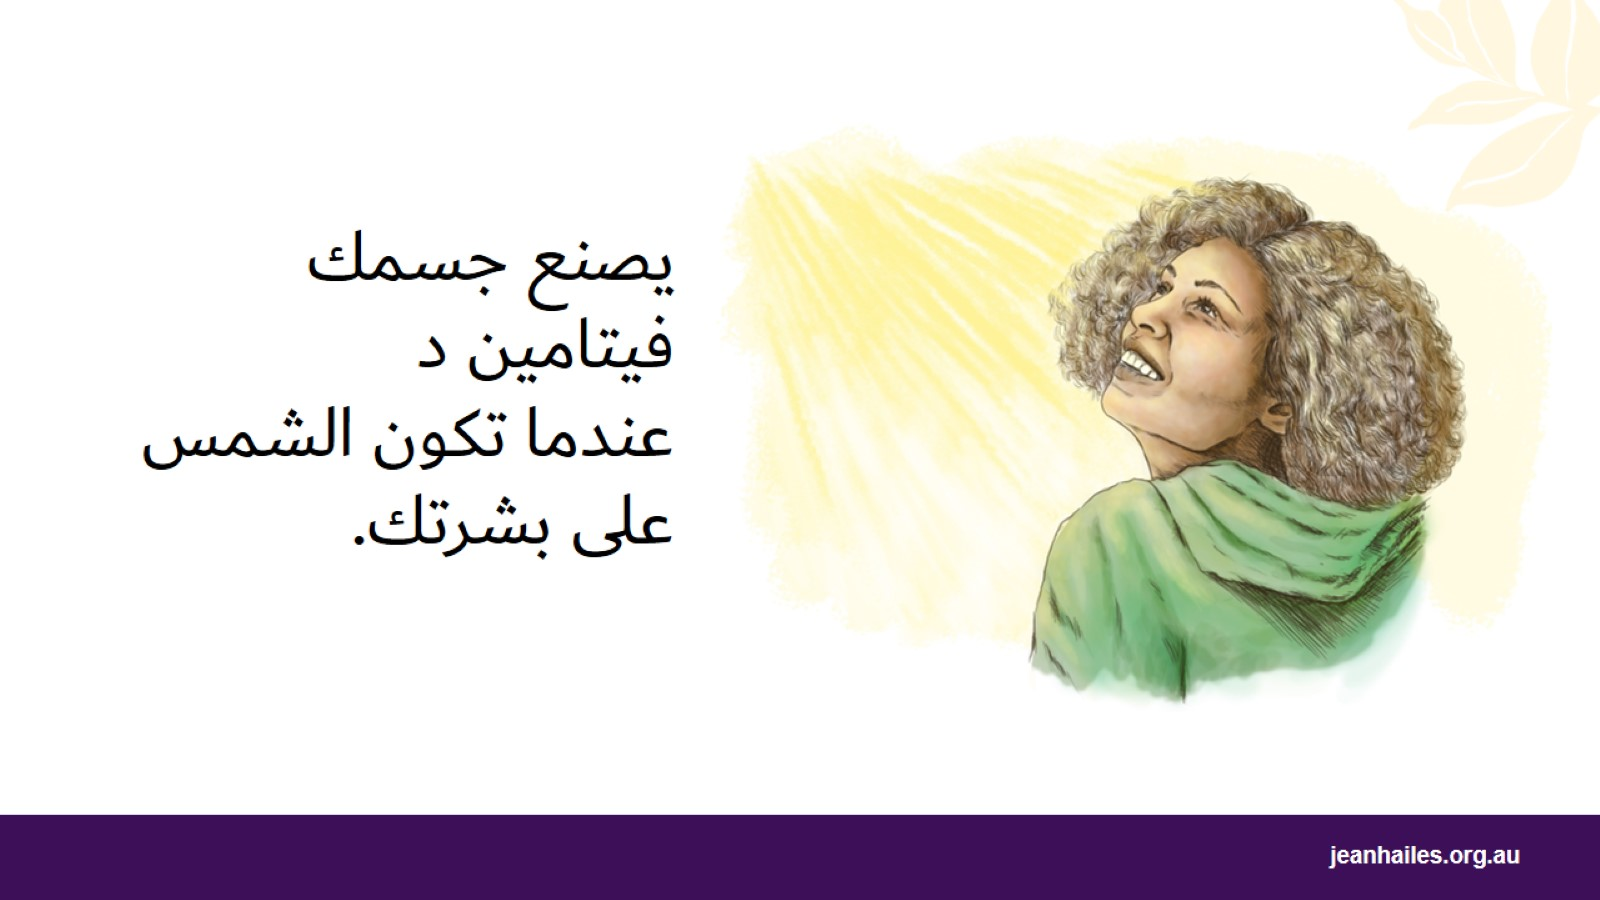 يصنع جسمك
فيتامين د
عندما تكون الشمس
على بشرتك.
jeanhailes.org.au